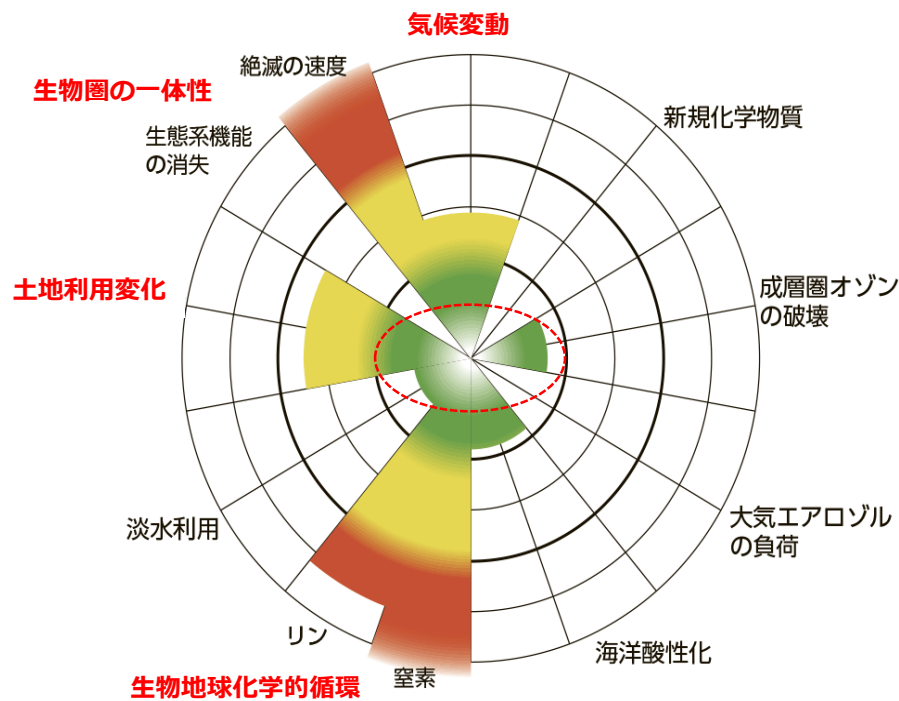 気候変動
絶滅の速度
生物圏の一体性
新規化学物質
生態系機能
の消失
土地利用変化
成層圏オゾン
の破壊
淡水利用
大気エアロゾル
の負荷
リン
海洋酸性化
窒素
生物地球化学的循環